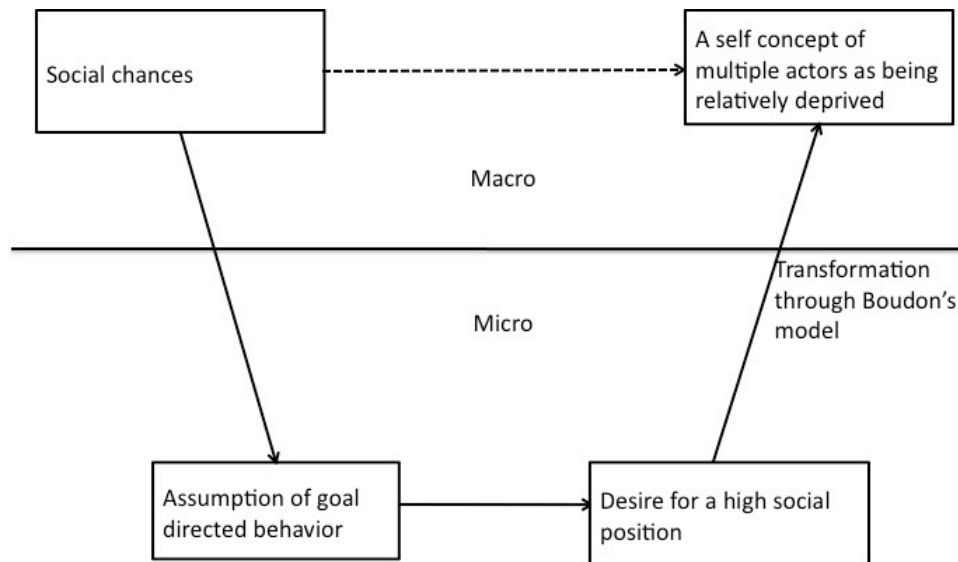 Social chances
A self concept of
multiple actors as being
relatively deprived
Macro
Transformation
through Boudon's
model
Micro
Assumption of goal
directed behavior
Desire for a high social
position